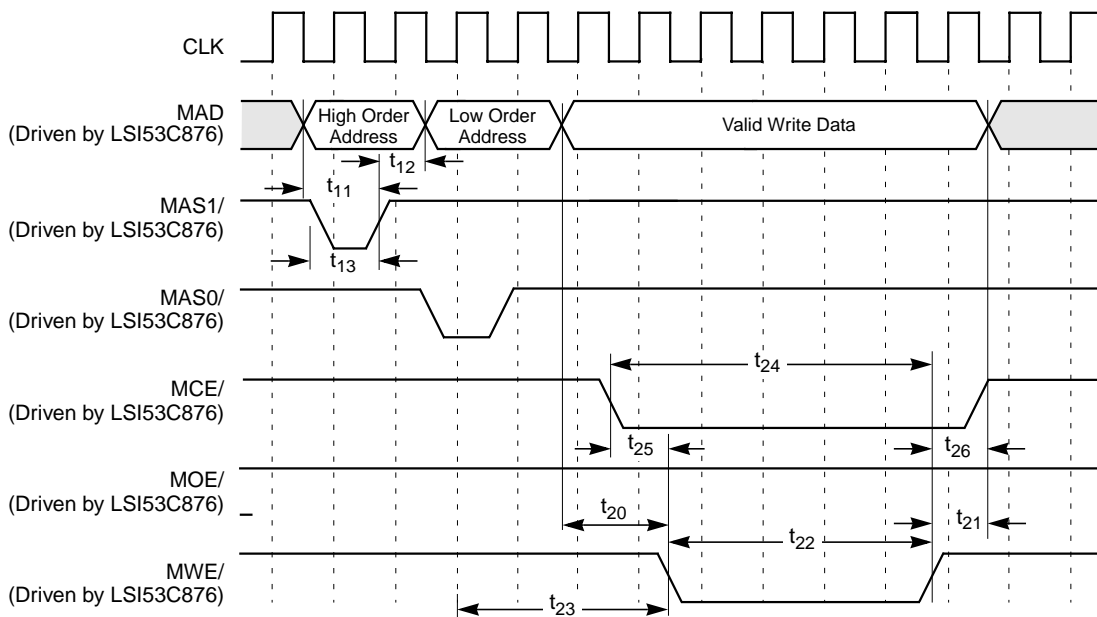 CLK
MAD
(Driven by LSI53C876)
High Order
Address
Low Order
Address
Valid Write Data
t12
t11
MAS1/
(Driven by LSI53C876)
t13
MAS0/
(Driven by LSI53C876)
t24
MCE/
(Driven by LSI53C876)
t25
t26
MOE/
(Driven by LSI53C876)
t20
t21
t22
MWE/
(Driven by LSI53C876)
t23